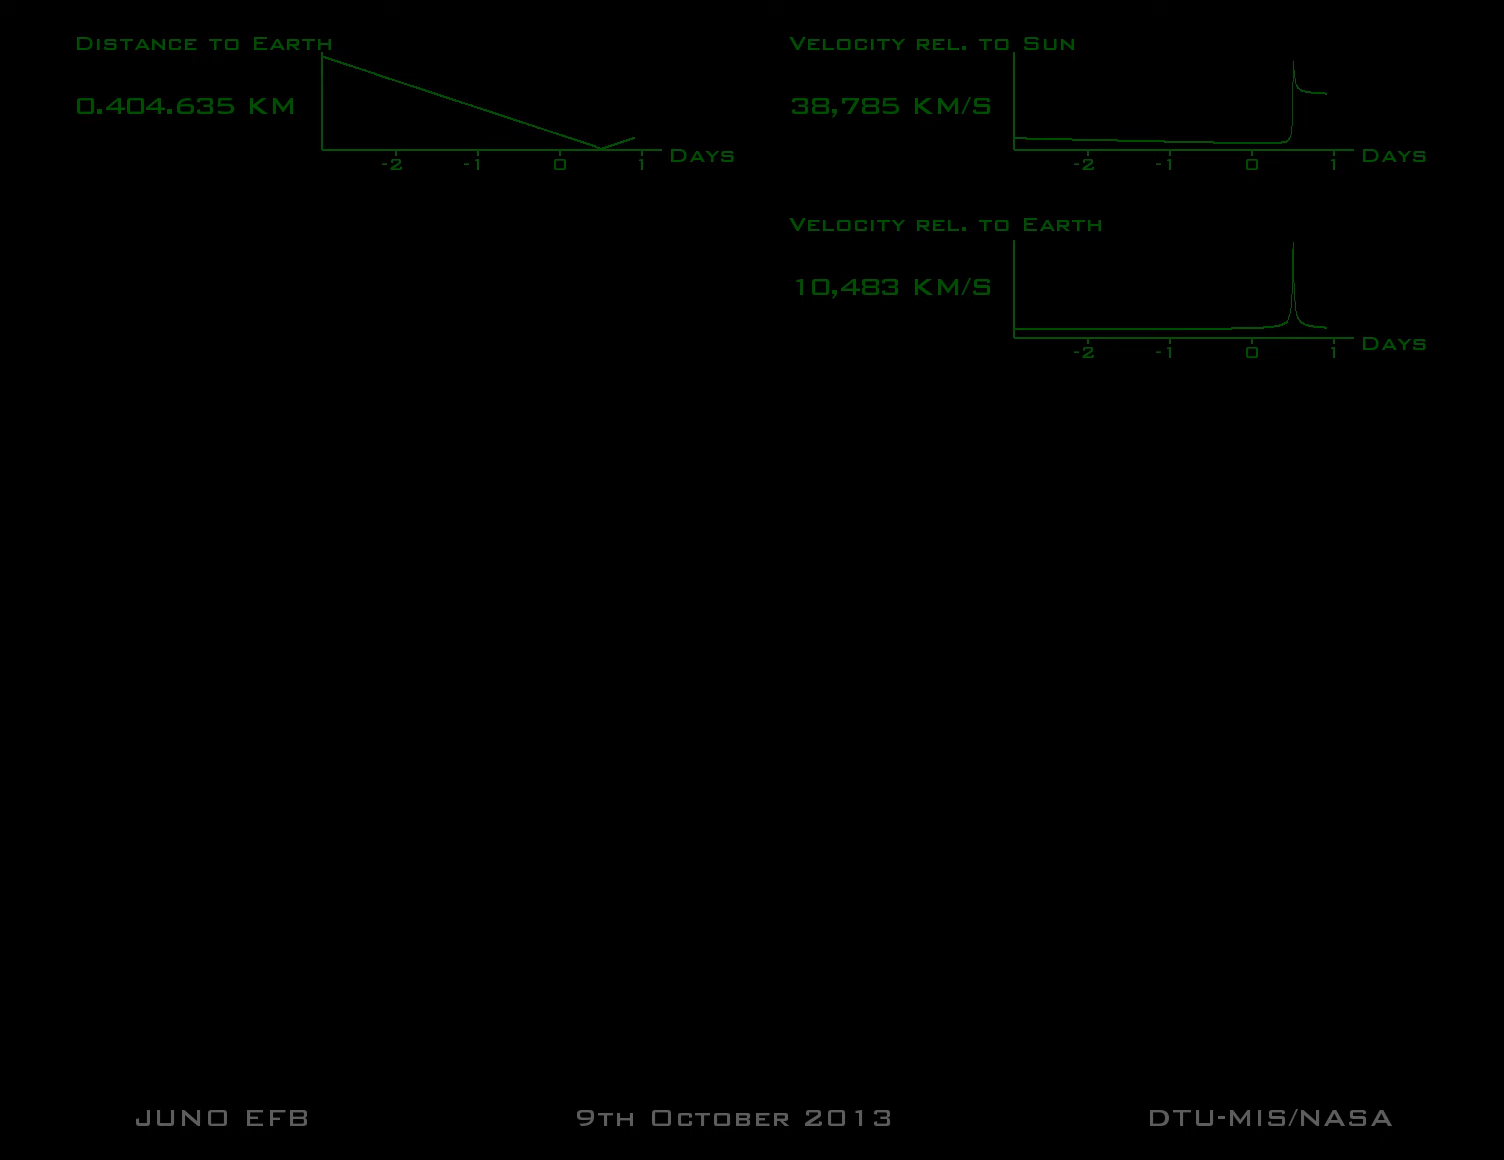 Distance to Earth
0.404.635 KM
-2 -1 0 1 Days
Velocity rel. to Sun
38,785 KM/S
-2 -1 0 1 Days
Velocity rel. to Earth
10,483 KM/S
-2 -1 0 1 Days
JUNO EFB
9th October 2013
DTU-MIS/NASA